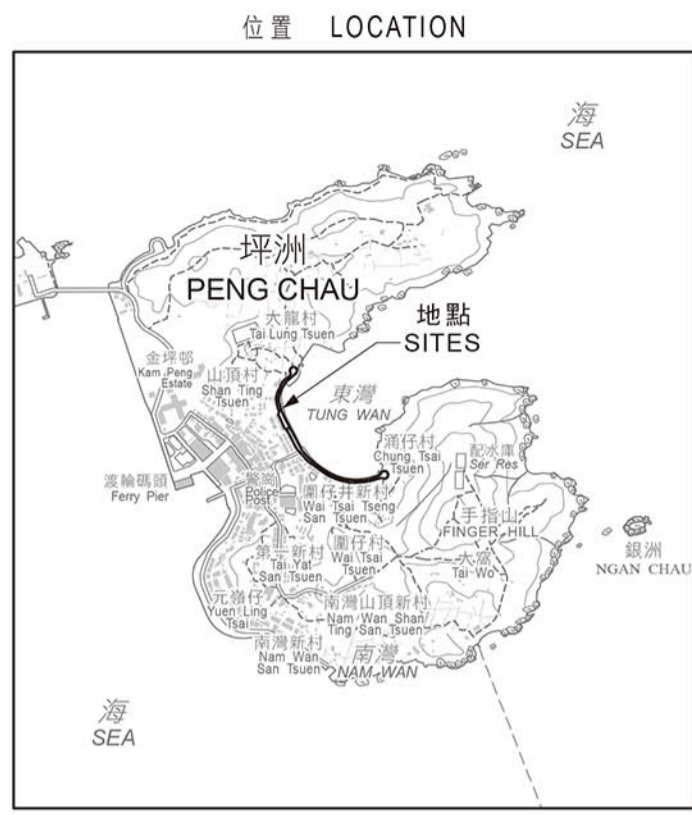 位置 LOCATION
海
SEA
坪洲
PENG CHAU
大龍村
Tai Lung Tsuen
地點
SITES
金坪邨
Kam Peng
Estate
山頂村
Shan Ting
Tsuen
東灣
TUNG WAN
涌仔村
Chung Tsai
Tsuen
配水庫
Ser Res
渡輪碼頭
Ferry Pier
警崗
Police
Post
圍仔井新村
Wai Tsai Tseng
San Tsuen
手指山
FINGER HILL
銀洲
NGAN CHAU
第一新村
Tai Yat
San Tsuen
圍仔村
Wai Tsai
Tsuen
大窩
Tai Wo
元嶺仔
Yuen Ling
Tsai
南灣山頂新村
Nam Wan Shan
Ting San Tsuen
南灣新村
Nam Wan
San Tsuen
南灣
NAM WAN
海
SEA